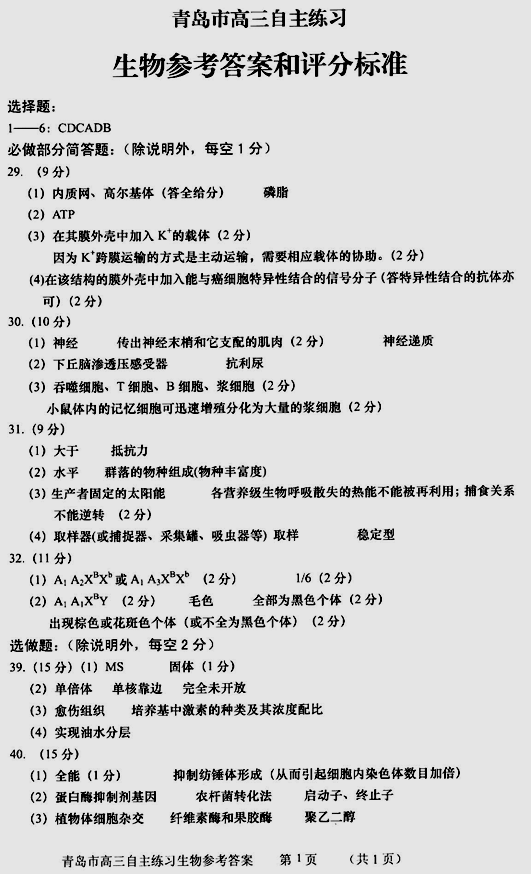 青岛市高三自主练习
生物参考答案和评分标准
选择题：
1——6：CDCADB
必做部分简答题：（除说明外，每空 1 分）
29.（9分）
（1）内质网、高尔基体（答全给分） 磷脂
（2）ATP
（3）在其膜外壳中加入 K⁺的载体（2 分）
因为 K⁺跨膜运输的方式是主动运输，需要相应载体的协助。（2 分）
(4)在该结构的膜外壳中加入能与癌细胞特异性结合的信号分子（答特异性结合的抗体亦
可）（2 分）
30.（10 分）
（1）神经 传出神经末梢和它支配的肌肉（2 分） 神经递质
（2）下丘脑渗透压感受器 抗利尿
（3）吞噬细胞、T 细胞、B 细胞、浆细胞（2 分）
小鼠体内的记忆细胞可迅速增殖分化为大量的浆细胞（2 分）
31.（9 分）
（1）大于 抵抗力
（2）水平 群落的物种组成(物种丰富度)
（3）生产者固定的太阳能 各营养级生物呼吸散失的热能不能被再利用；捕食关系
不能逆转 （2 分）
（4）取样器(或捕捉器、采集罐、吸虫器等) 取样 稳定型
32.（11 分）
（1）A₁ A₂XᴮXᵇ 或 A₁ A₃XᴮXᵇ （2 分） 1/6（2 分）
（2）A₁ A₁XᴮY （2 分） 毛色 全部为黑色个体（2 分）
出现棕色或花斑色个体（或不全为黑色个体）（2 分）
选做题：（除说明外，每空 2 分）
39.（15 分）（1）MS 固体（1 分）
（2）单倍体 单核靠边 完全未开放
（3）愈伤组织 培养基中激素的种类及其浓度配比
（4）实现油水分层
40. （15 分）
（1）全能（1 分） 抑制纺锤体形成（从而引起细胞内染色体数目加倍）
（2）蛋白酶抑制剂基因 农杆菌转化法 启动子、终止子
（3）植物体细胞杂交 纤维素酶和果胶酶 聚乙二醇
青岛市高三自主练习生物参考答案 第 1 页 （共 1 页）